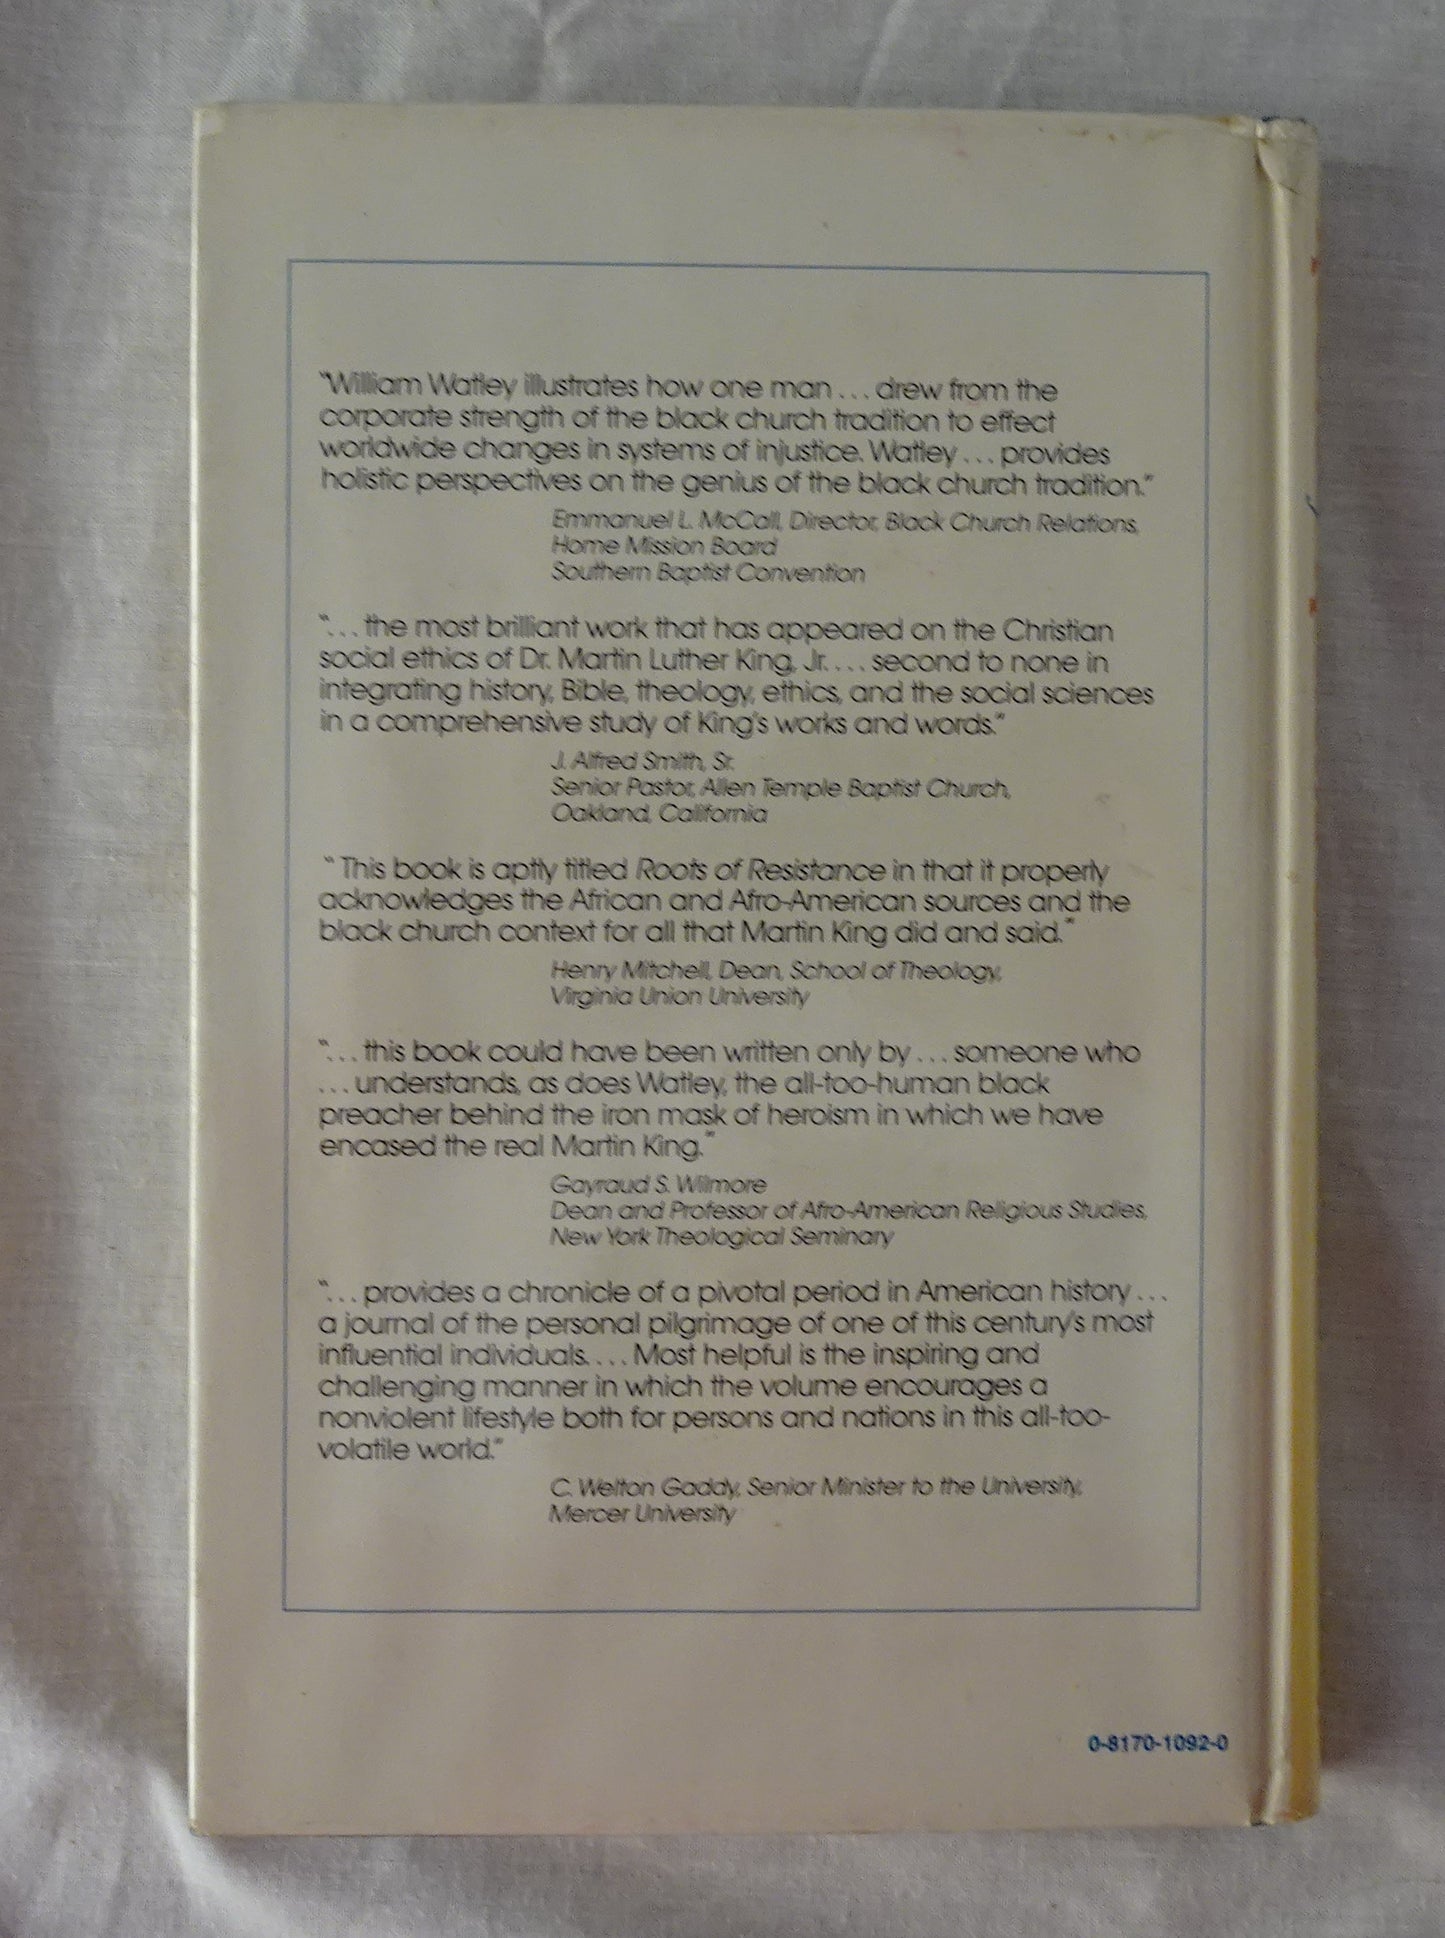 "William Watley illustrates how one man . . . drew from the
corporate strength of the black church tradition to effect
worldwide changes in systems of injustice. Watley . . . provides
holistic perspectives on the genius of the black church tradition."
Emmanuel L. McCall, Director, Black Church Relations,
Home Mission Board
Southern Baptist Convention
". . . the most brilliant work that has appeared on the Christian
social ethics of Dr. Martin Luther King, Jr. . . . second to none in
integrating history, Bible, theology, ethics, and the social sciences
in a comprehensive study of King's works and words."
J. Alfred Smith, Sr.
Senior Pastor, Allen Temple Baptist Church,
Oakland, California
" This book is aptly titled Roots of Resistance in that it properly
acknowledges the African and Afro-American sources and the
black church context for all that Martin King did and said."
Henry Mitchell, Dean, School of Theology,
Virginia Union University
". . . this book could have been written only by . . . someone who
. . . understands, as does Watley, the all-too-human black
preacher behind the iron mask of heroism in which we have
encased the real Martin King."
Gayraud S. Wilmore
Dean and Professor of Afro-American Religious Studies,
New York Theological Seminary
". . . provides a chronicle of a pivotal period in American history . . .
a journal of the personal pilgrimage of one of this century's most
influential individuals. . . . Most helpful is the inspiring and
challenging manner in which the volume encourages a
nonviolent lifestyle both for persons and nations in this all-too-
volatile world."
C. Welton Gaddy, Senior Minister to the University,
Mercer University
0-8170-1092-0